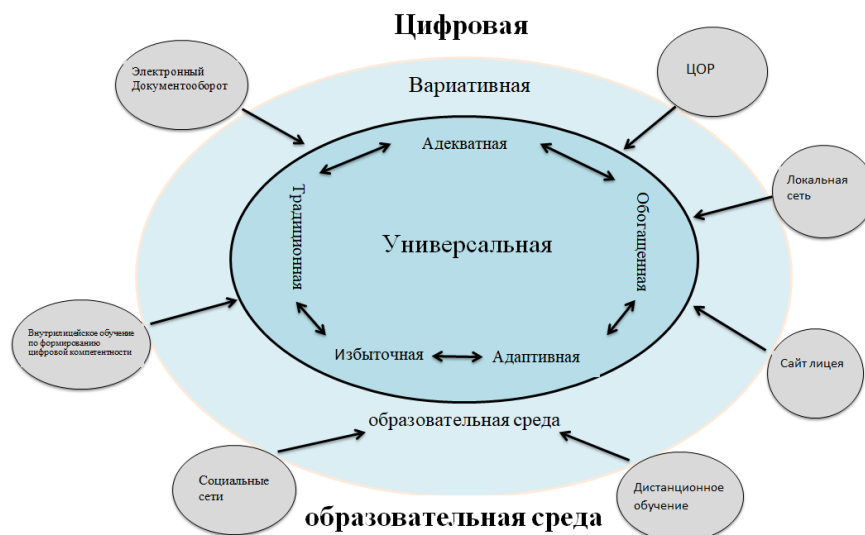 Цифровая
Электронный
Документооборот
ЦОР
Вариативная
Адекватная
Локальная
сеть
Традиционная
Обогащенная
Универсальная
Внутрилицейское обучение
по формированию
цифровой компетентности
Избыточная
Адаптивная
Сайт лицея
образовательная среда
Социальные
сети
Дистанционное
обучение
образовательная среда